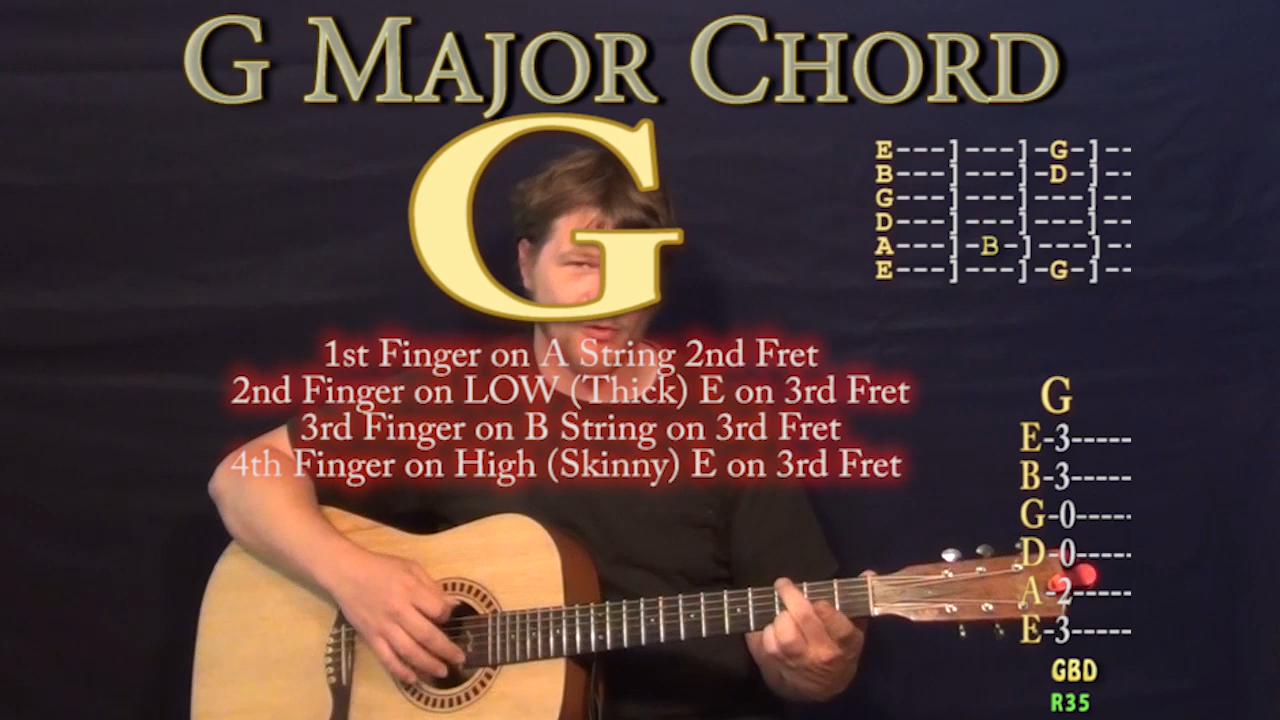 G MAJOR CHORD
G
E---]---]-G-]--
B---]---]-D-]--
G---]---]---]--
D---]---]---]--
A---]-B-]---]--
E---]---]-G-]--
1st Finger on A String 2nd Fret
2nd Finger on LOW (Thick) E on 3rd Fret
3rd Finger on B String on 3rd Fret
4th Finger on High (Skinny) E on 3rd Fret
G
E-3-----
B-3-----
G-0-----
D-0-----
A-2-----
E-3-----
GBD
R35